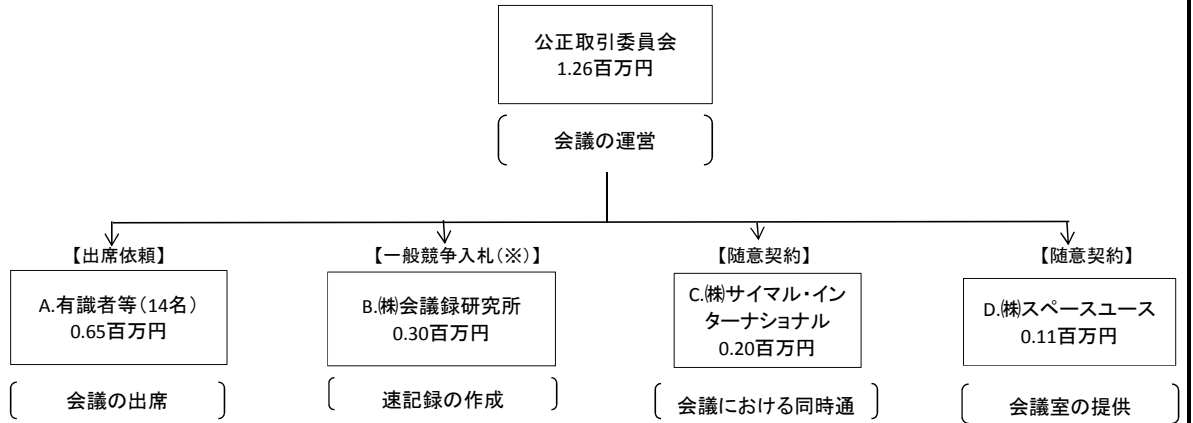 公正取引委員会
1.26百万円
会議の運営
【出席依頼】
A.有識者等(14名)
0.65百万円
会議の出席
【一般競争入札(※)】
B.㈱会議録研究所
0.30百万円
速記録の作成
【随意契約】
C.㈱サイマル・イン
ターナショナル
0.20百万円
会議における同時通
【随意契約】
D.㈱スペースユース
0.11百万円
会議室の提供